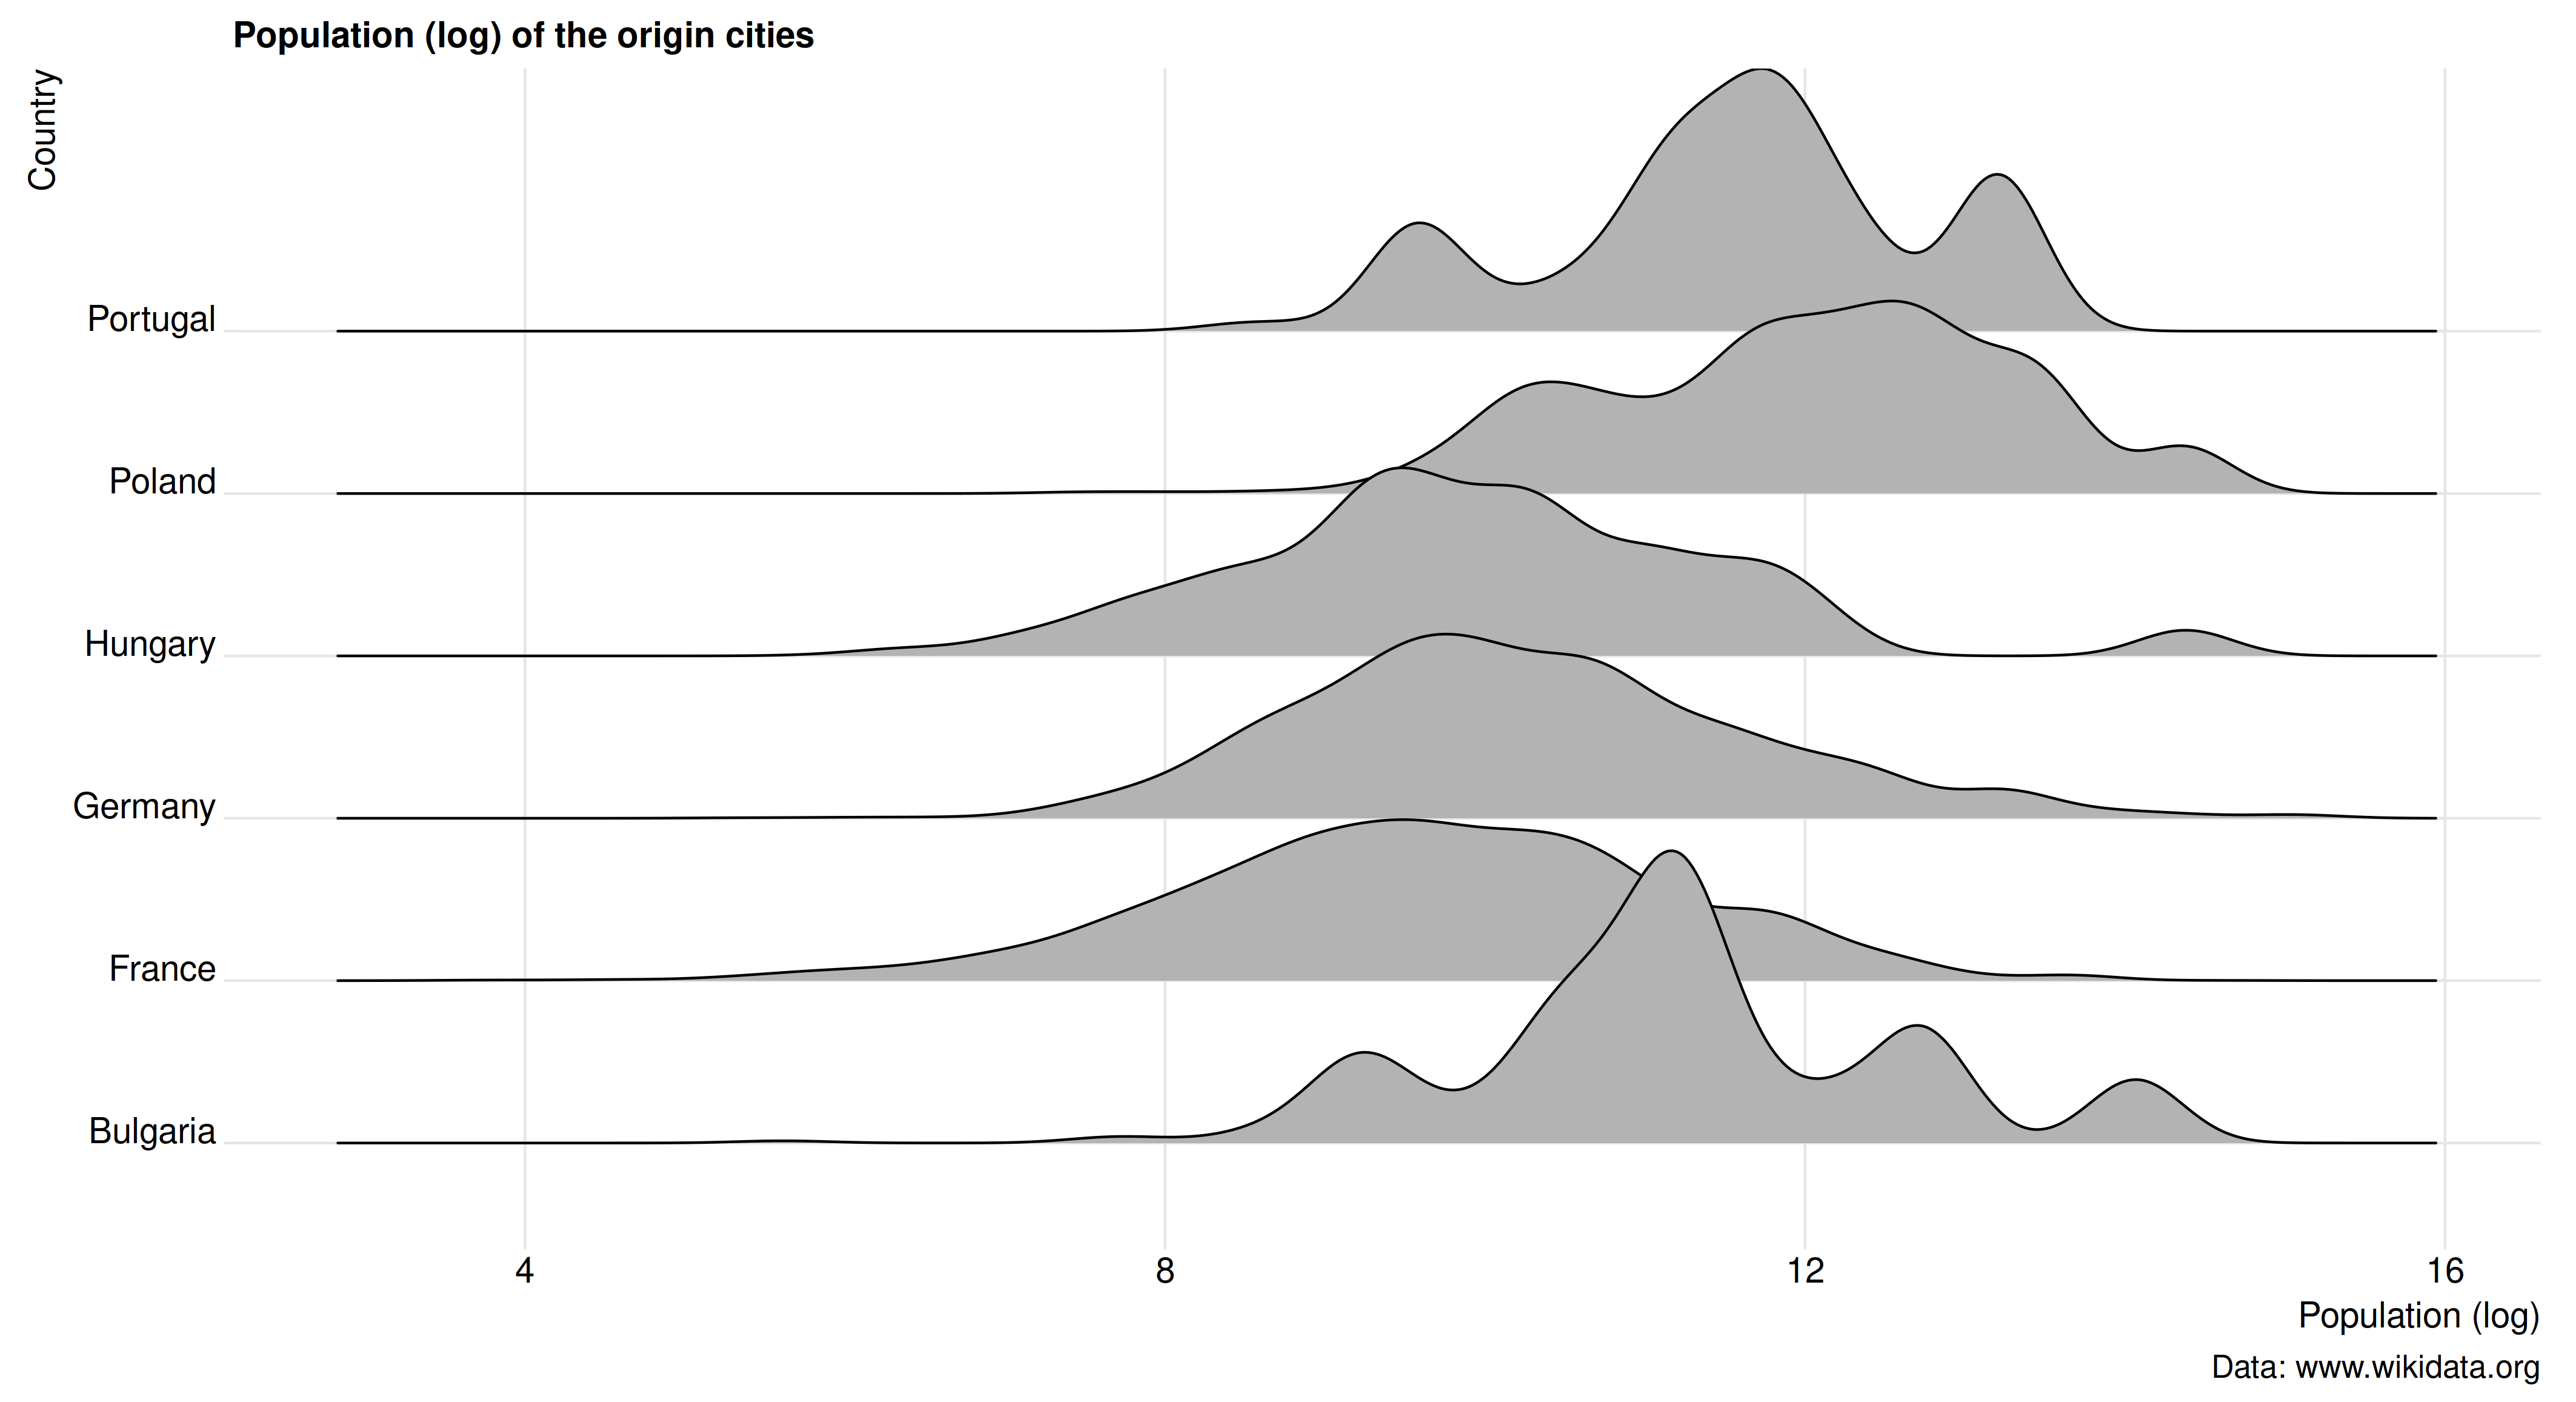 Population (log) of the origin cities
Country
Portugal
Poland
Hungary
Germany
France
Bulgaria
4 8 12 16
Population (log)
Data: www.wikidata.org